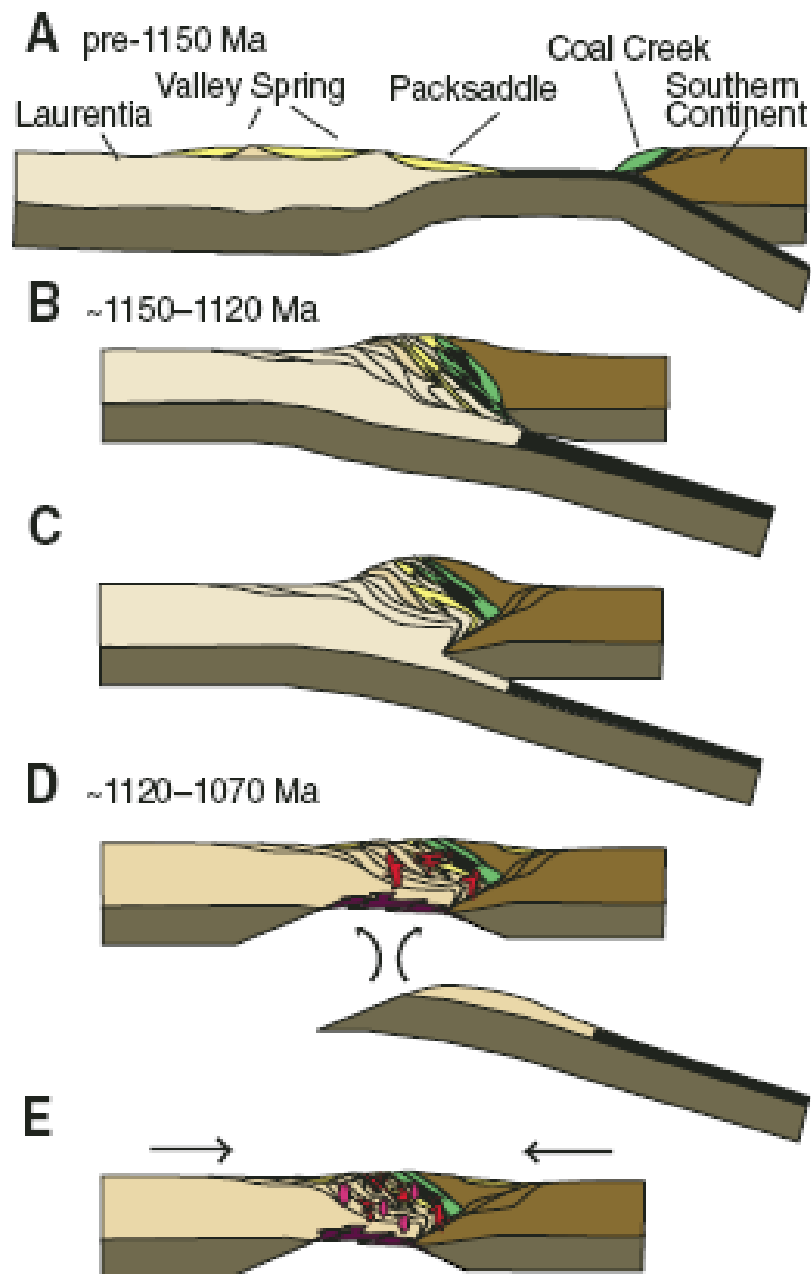 A pre-1150 Ma
Coal Creek
Valley Spring
Packsaddle
Southern
Laurentia
Continent
B ~1150–1120 Ma
C
D ~1120–1070 Ma
E